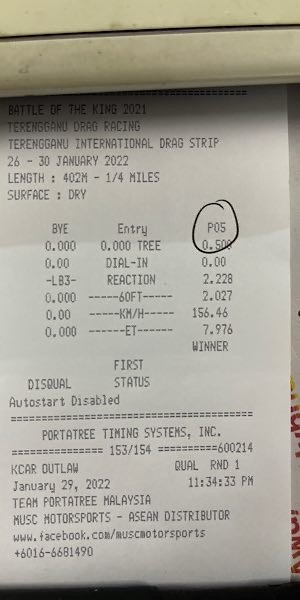 BATTLE OF THE KING 2021
TERENGGANU DRAG RACING
TERENGGANU INTERNATIONAL DRAG STRIP
26 - 30 JANUARY 2022
LENGTH : 402M - 1/4 MILES
SURFACE : DRY
BYE Entry P05
0.000 0.000 TREE 0.500
0.00 DIAL-IN 0.00
-LB3- REACTION 2.228
0.000 -----60FT----- 2.027
0.00 -----KM/H----- 156.46
0.000 ------ET------ 7.976
WINNER
FIRST
DISQUAL STATUS
Autostart Disabled
========================================
PORTATREE TIMING SYSTEMS, INC.
=============== 153/154 ==========600214
KCAR OUTLAW QUAL RND 1
January 29, 2022 11:34:33 PM
TEAM PORTATREE MALAYSIA
MUSC MOTORSPORTS - ASEAN DISTRIBUTOR
www.facebook.com/muscmotorsports
+6016-6681490